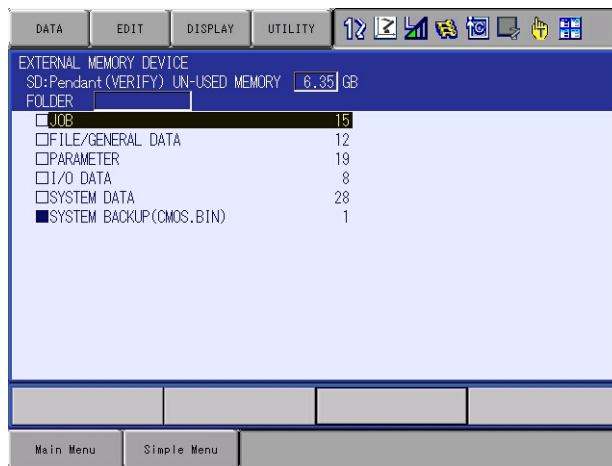 DATA EDIT DISPLAY UTILITY
EXTERNAL MEMORY DEVICE
SD:Pendant(VERIFY) UN-USED MEMORY 6.35 GB
FOLDER
JOB 15
FILE/GENERAL DATA 12
PARAMETER 19
I/O DATA 8
SYSTEM DATA 28
SYSTEM BACKUP(CMOS.BIN) 1
Main Menu Simple Menu